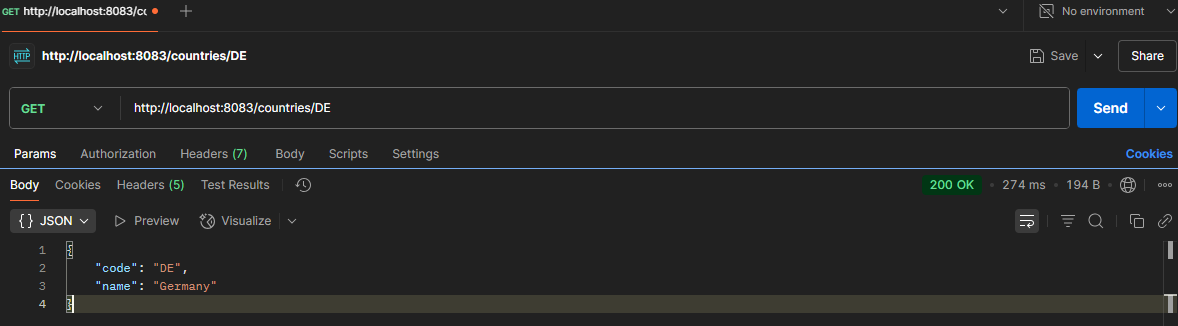 GET http://localhost:8083/cc No environment
HTTP http://localhost:8083/countries/DE Save Share
GET http://localhost:8083/countries/DE Send
Params Authorization Headers (7) Body Scripts Settings Cookies
Body Cookies Headers (5) Test Results 200 OK • 274 ms • 194 B
{ } JSON Preview Visualize
1 {
2 "code": "DE",
3 "name": "Germany"
4 }